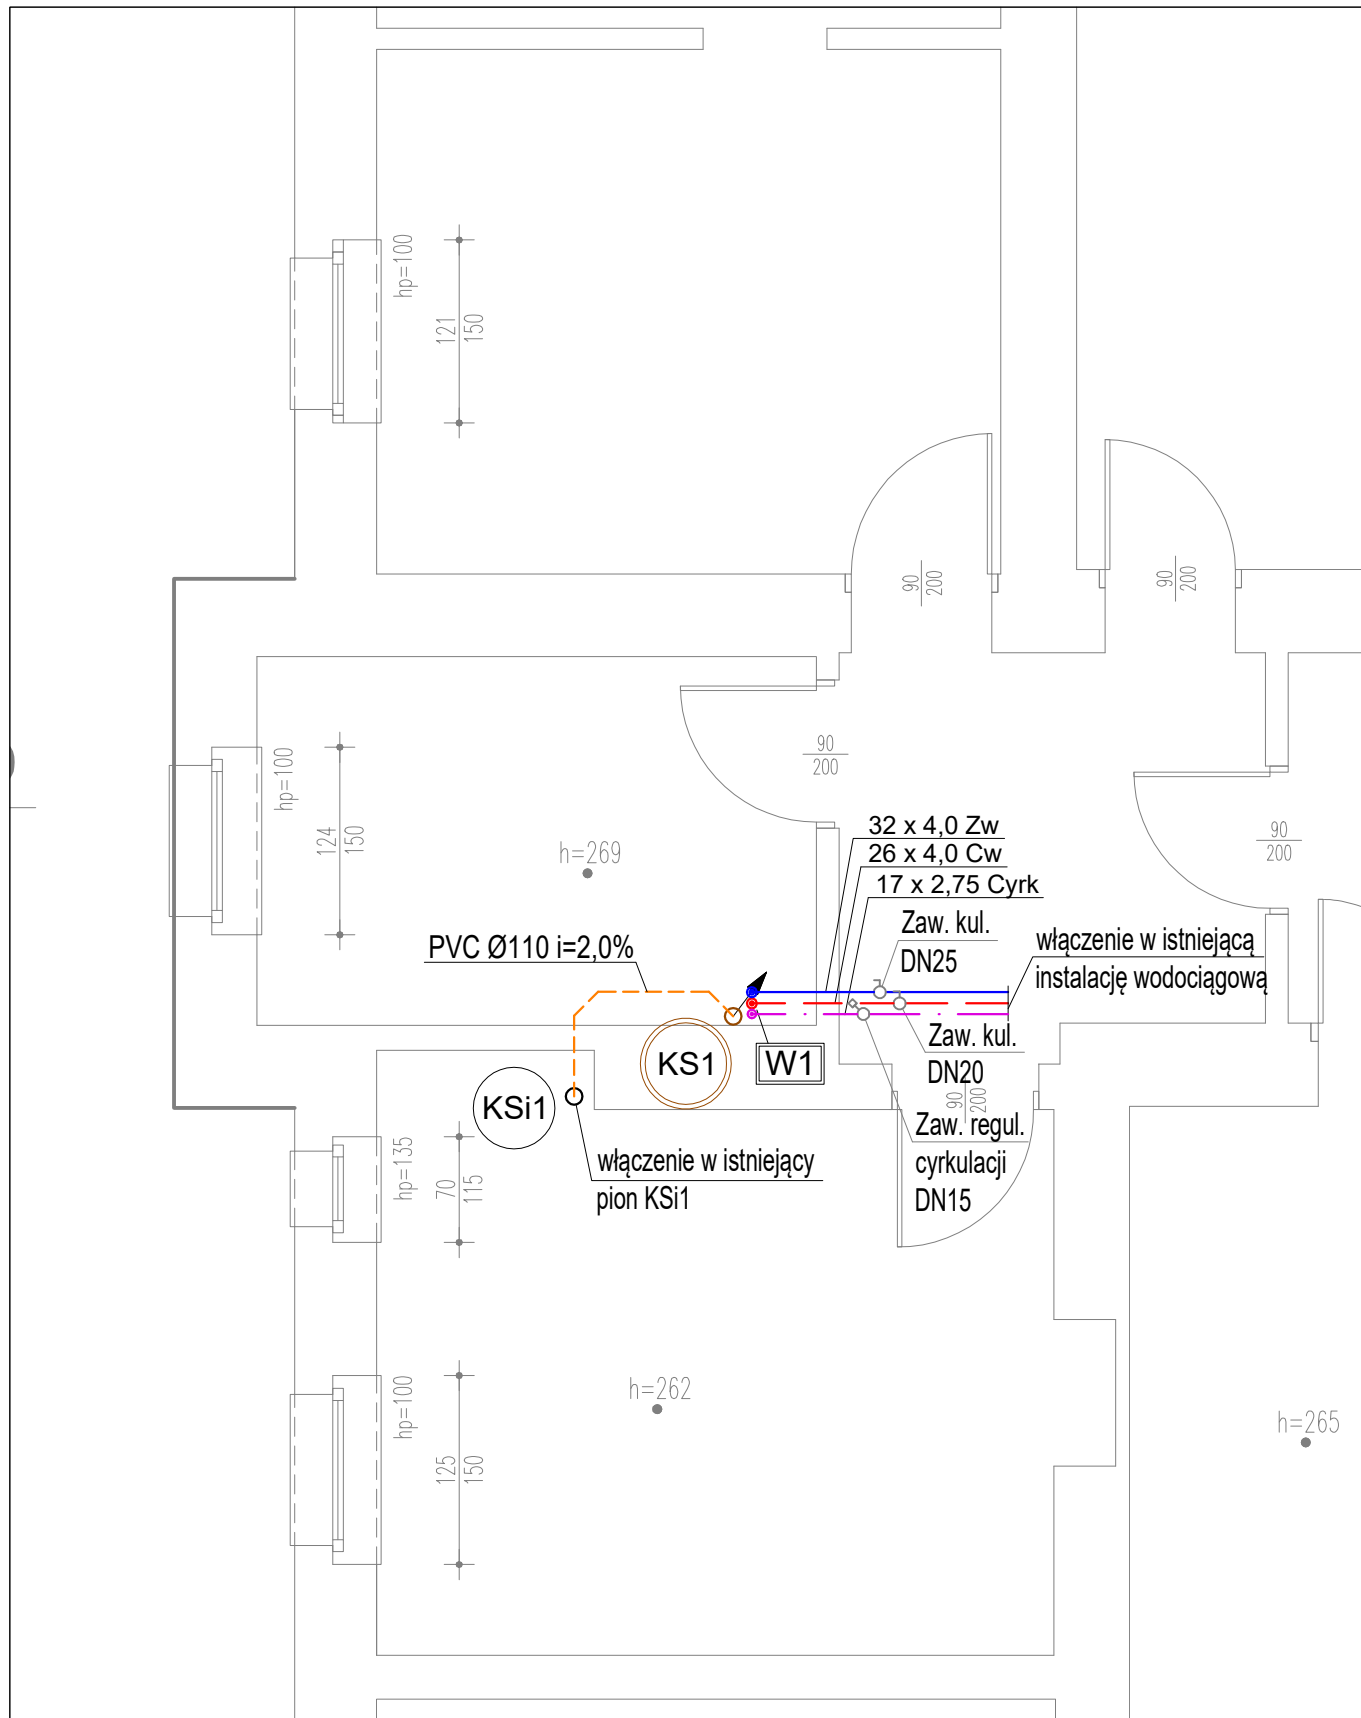 hp=100
121
150
90
200
90
200
90
200
hp=100
124
150
h=269
90
200
32 x 4,0 Zw
26 x 4,0 Cw
17 x 2,75 Cyrk
Zaw. kul.
DN25
włączenie w istniejącą
instalację wodociągową
PVC Ø110 i=2,0%
KS1
W1
Zaw. kul.
DN20
KSi1
90
200
Zaw. regul.
cyrkulacji
DN15
włączenie w istniejący
pion KSi1
hp=135
70
115
hp=100
125
150
h=262
h=265